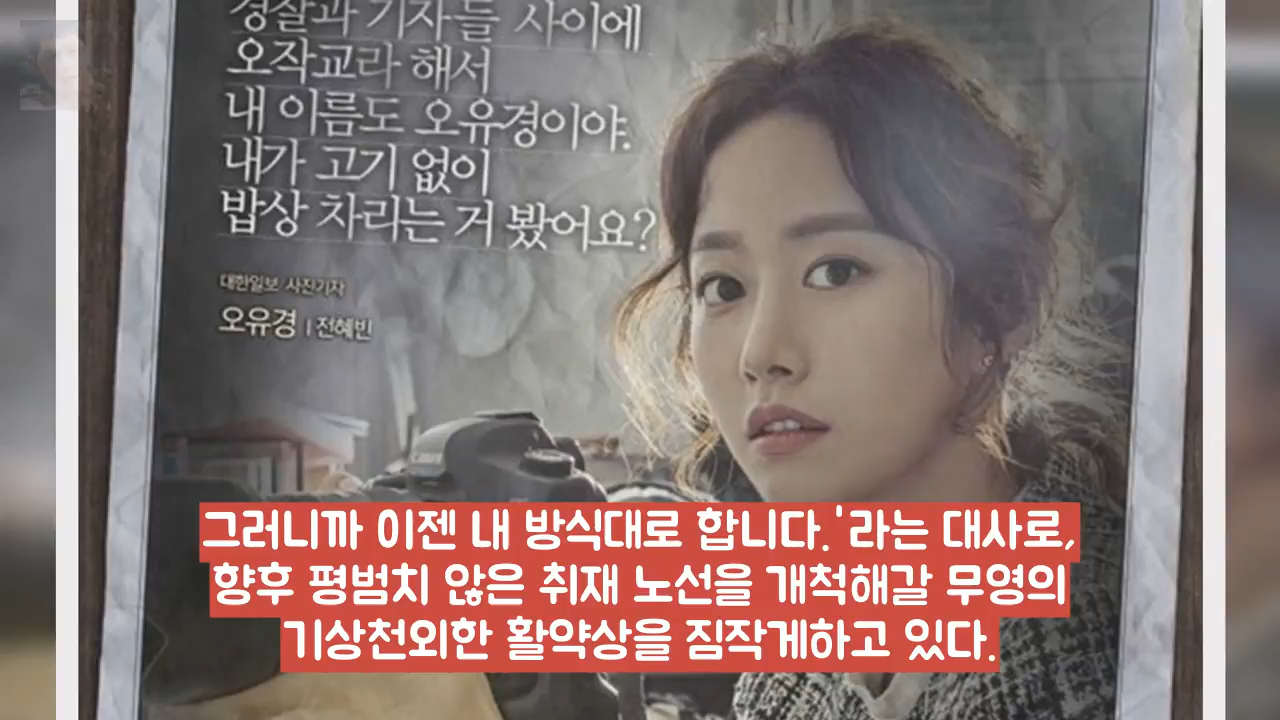 경찰과 기자들 사이에
오작교라 해서
내 이름도 오유경이야.
내가 고기 없이
밥상 차리는 거 봤어요?
대한일보 사진기자
오유경 | 전혜빈
Canon
그러니까 이젠 내 방식대로 합니다.'라는 대사로,
향후 평범치 않은 취재 노선을 개척해갈 무영의
기상천외한 활약상을 짐작게하고 있다.